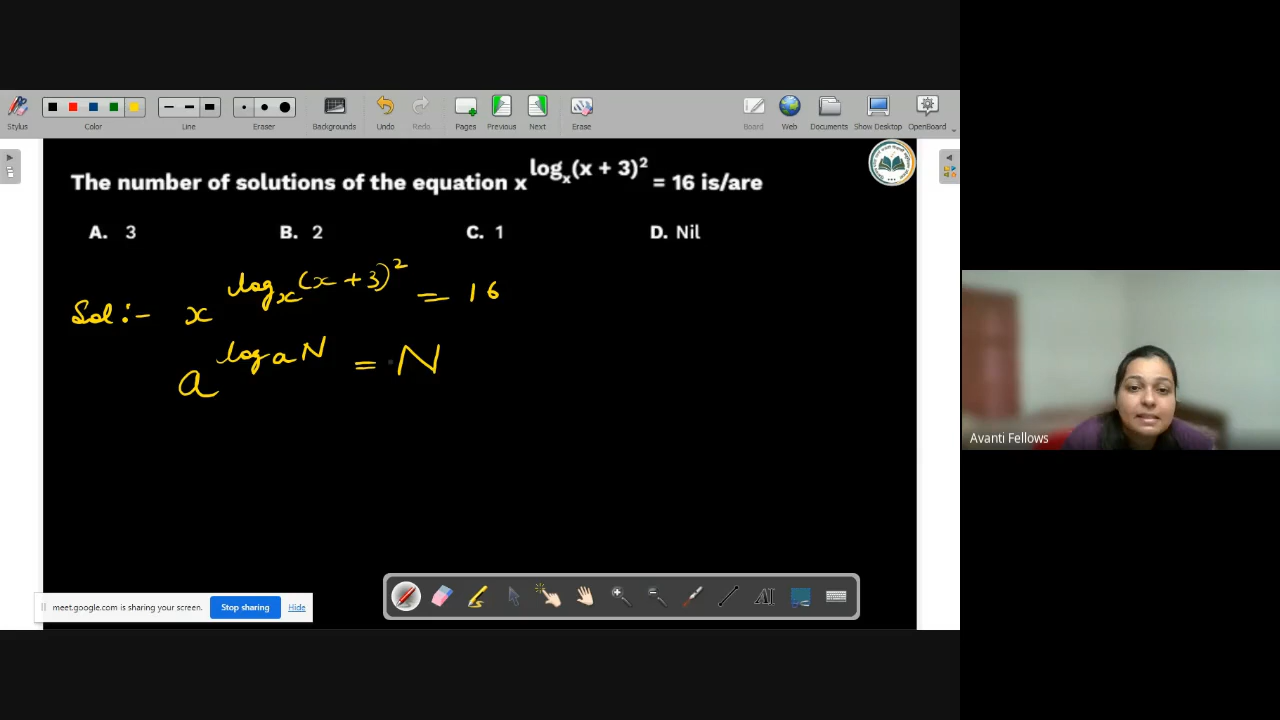 Stylus Color Line Eraser Backgrounds Undo Redo Pages Previous Next Erase Board Web Documents Show Desktop OpenBoard
The number of solutions of the equation x^log_x(x + 3)² = 16 is/are
A. 3 B. 2 C. 1 D. Nil
Sol :- x^log_x(x + 3)² = 16
a^log a N = N
Avanti Fellows
meet.google.com is sharing your screen. Stop sharing Hide